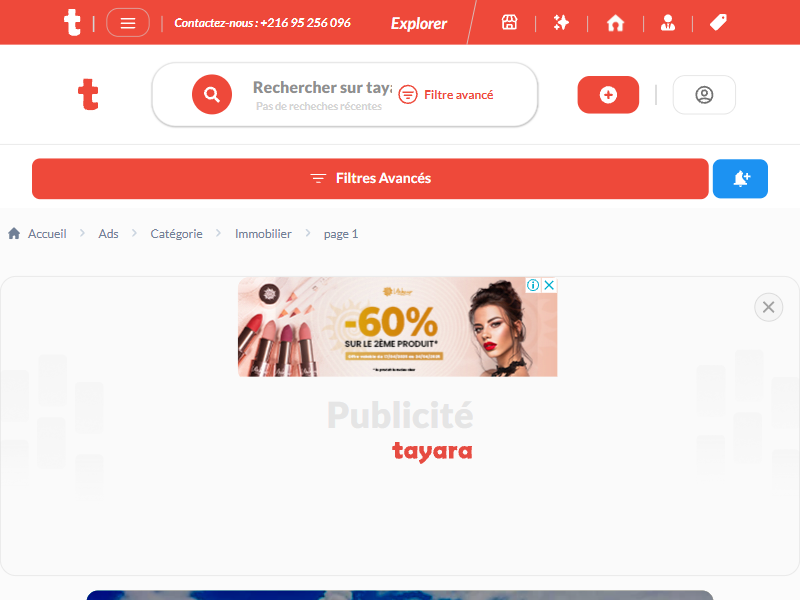 t
Contactez-nous : +216 95 256 096
Explorer
t
Rechercher sur taya
Pas de recheches récentes
Filtre avancé
Filtres Avancés
Accueil
Ads
Catégorie
Immobilier
page 1
-60%
SUR LE 2ÈME PRODUIT*
Publicité
tayara